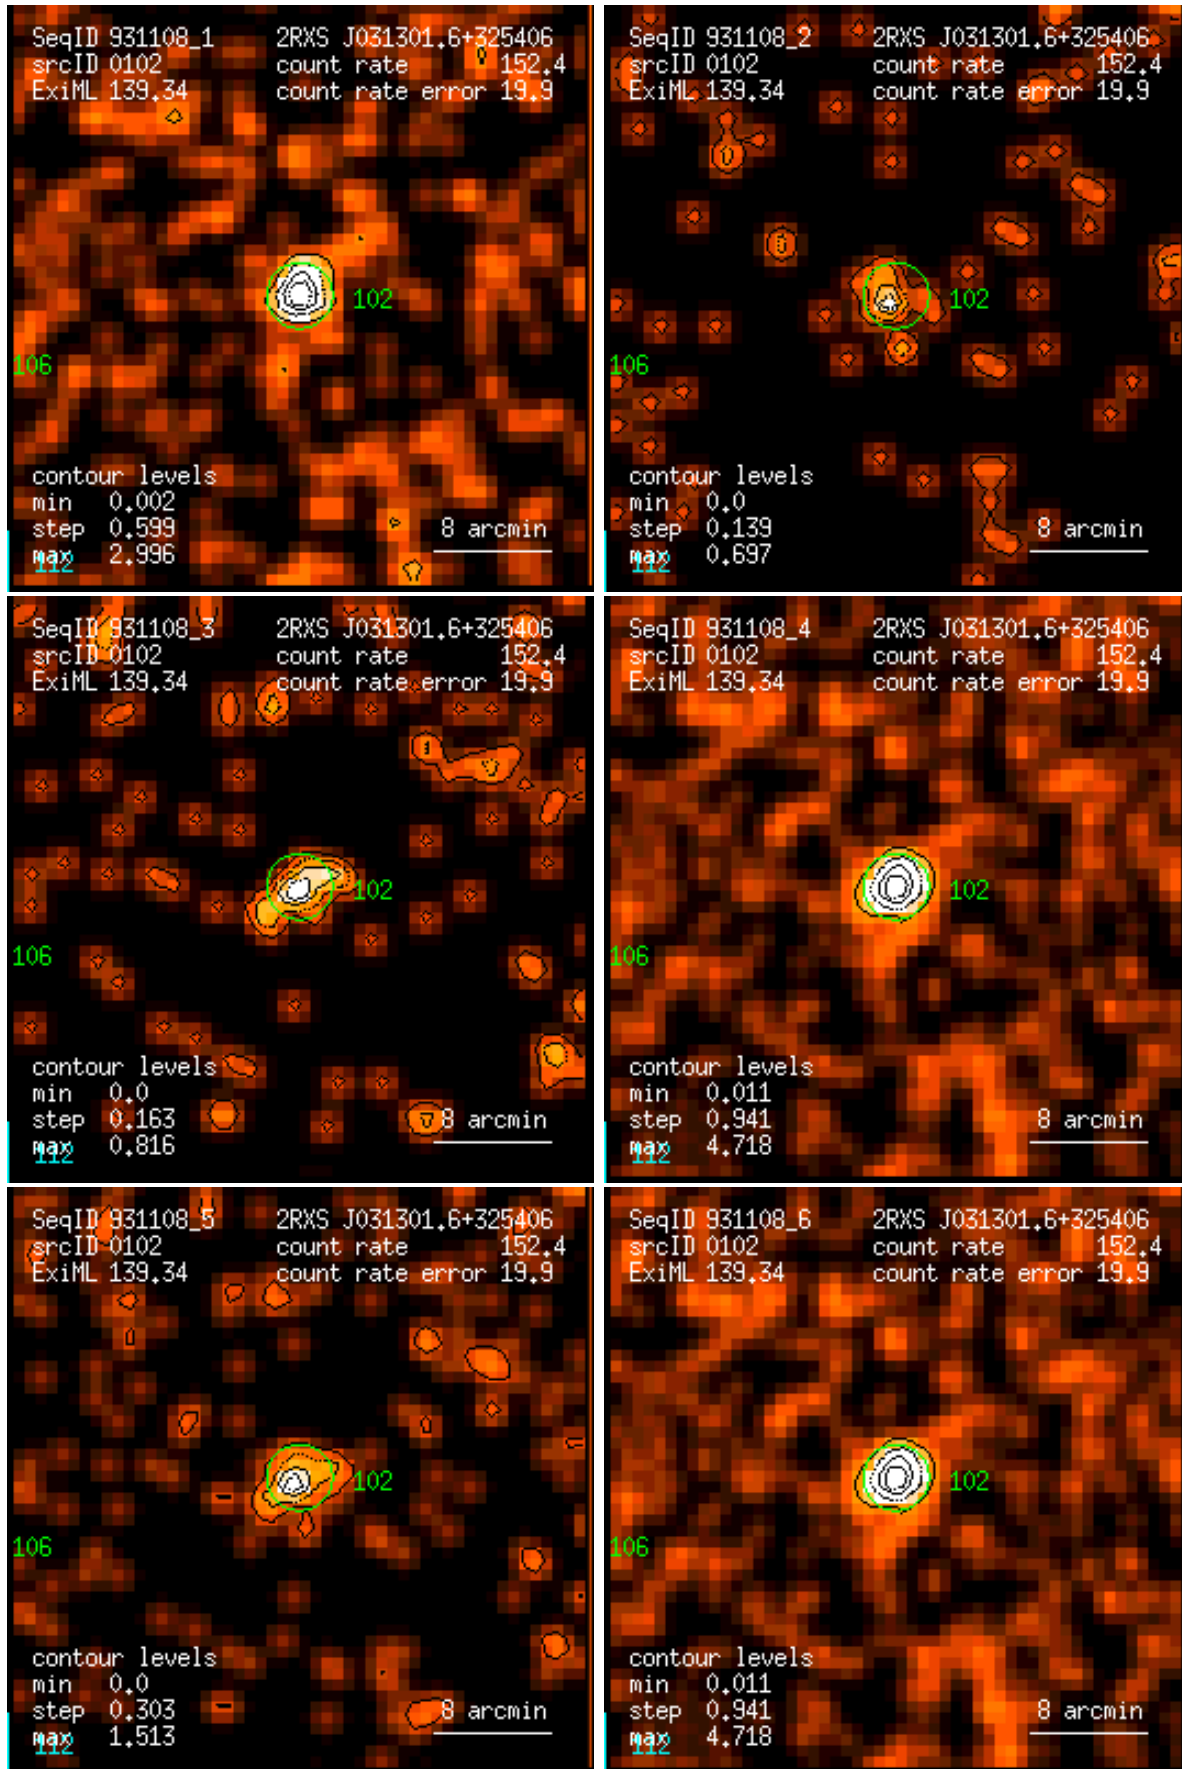 SeqID 931108_1 2RXS J031301.6+325406
srcID 0102 count rate 152.4
ExiML 139.34 count rate error 19.9
102
106
contour levels
min 0.002
step 0.599 8 arcmin
max 2.996
112
SeqID 931108_2 2RXS J031301.6+325406
srcID 0102 count rate 152.4
ExiML 139.34 count rate error 19.9
102
106
contour levels
min 0.0
step 0.139 8 arcmin
max 0.697
112
SeqID 931108_3 2RXS J031301.6+325406
srcID 0102 count rate 152.4
ExiML 139.34 count rate error 19.9
102
106
contour levels
min 0.0
step 0.163 8 arcmin
max 0.816
112
SeqID 931108_4 2RXS J031301.6+325406
srcID 0102 count rate 152.4
ExiML 139.34 count rate error 19.9
102
106
contour levels
min 0.011
step 0.941 8 arcmin
max 4.718
112
SeqID 931108_5 2RXS J031301.6+325406
srcID 0102 count rate 152.4
ExiML 139.34 count rate error 19.9
102
106
contour levels
min 0.0
step 0.303 8 arcmin
max 1.513
112
SeqID 931108_6 2RXS J031301.6+325406
srcID 0102 count rate 152.4
ExiML 139.34 count rate error 19.9
102
106
contour levels
min 0.011
step 0.941 8 arcmin
max 4.718
112